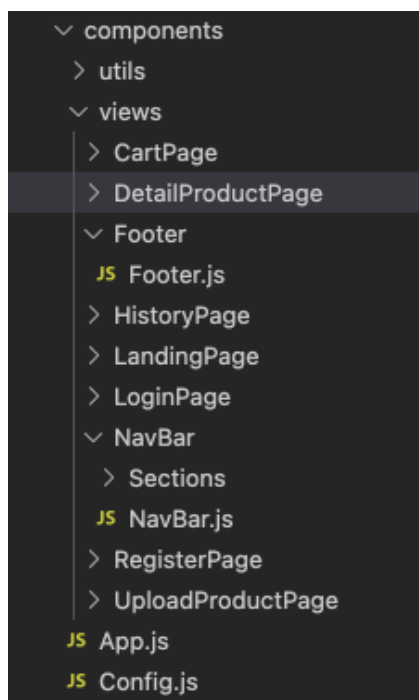 components
utils
views
CartPage
DetailProductPage
Footer
JS Footer.js
HistoryPage
LandingPage
LoginPage
NavBar
Sections
JS NavBar.js
RegisterPage
UploadProductPage
JS App.js
JS Config.js